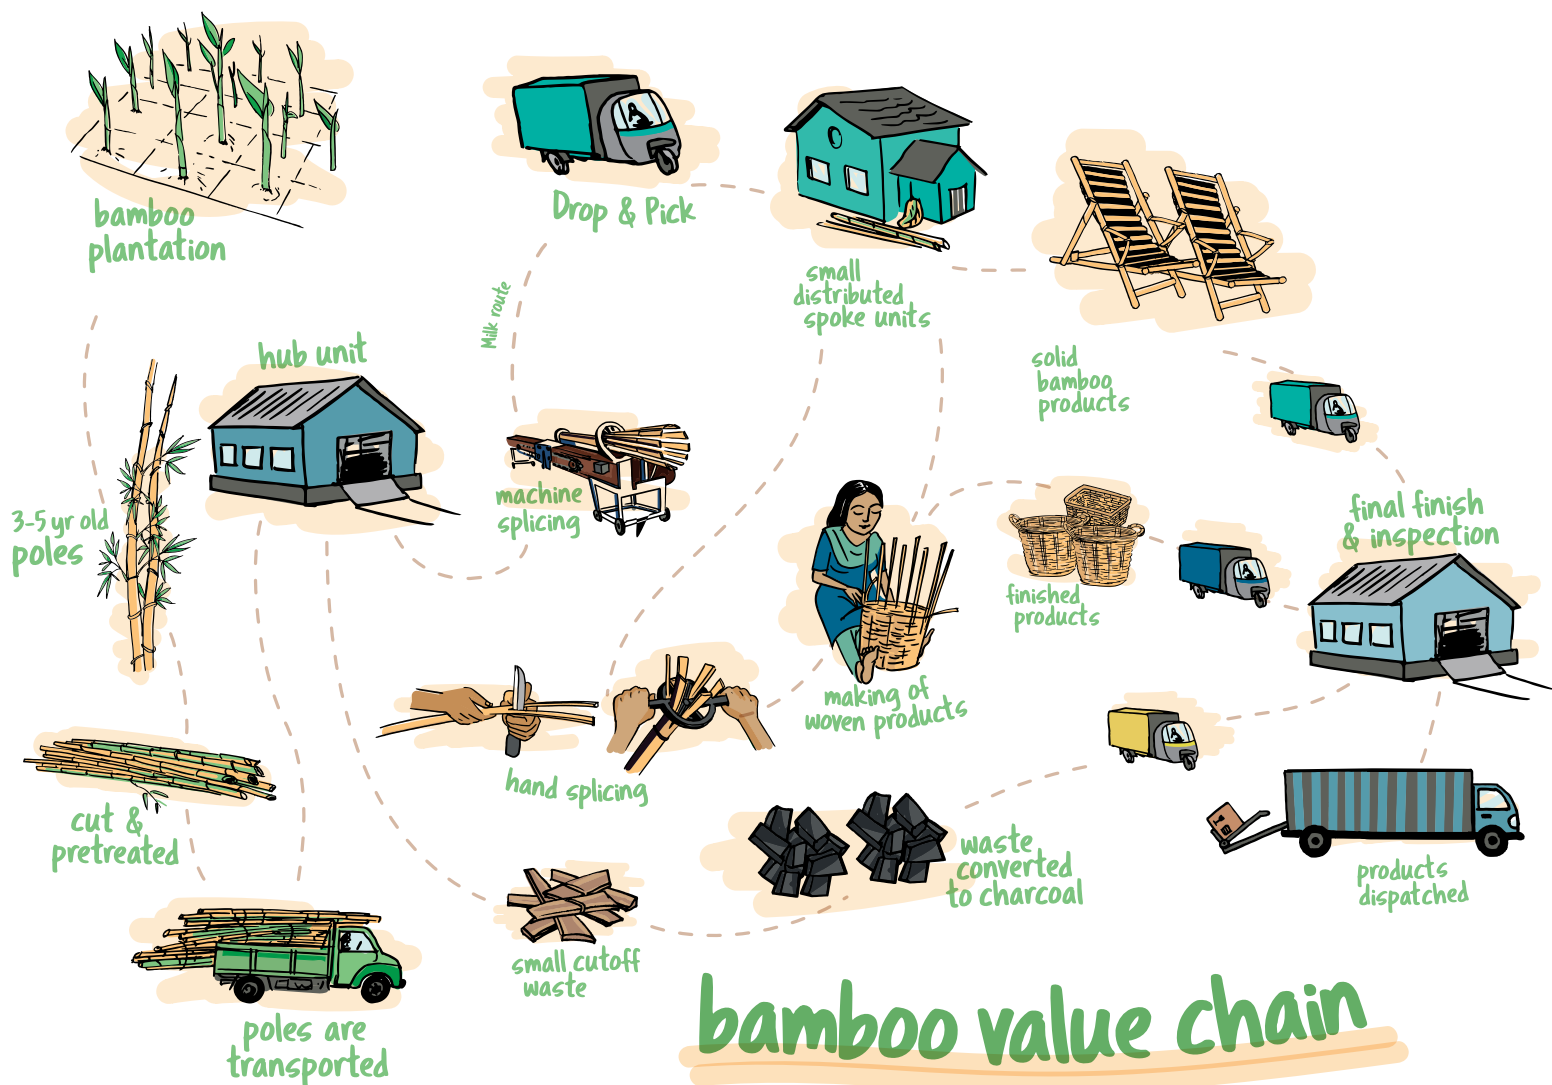 bamboo
plantation
Drop & Pick
small
distributed
spoke units
Milk route
hub unit
solid
bamboo
products
3-5 yr old
poles
machine
splicing
final finish
& inspection
finished
products
making of
woven products
hand splicing
cut &
pretreated
waste
converted
to charcoal
products
dispatched
small cutoff
waste
poles are
transported
bamboo value chain